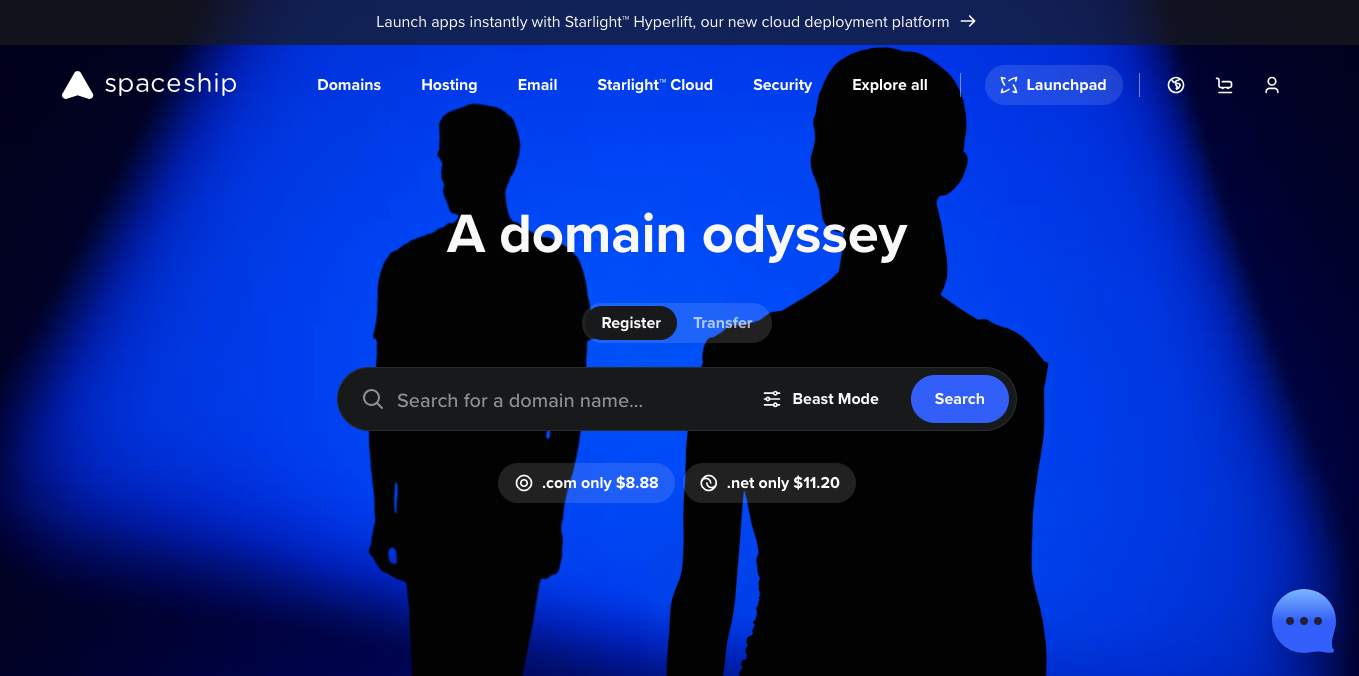 Launch apps instantly with Starlight™ Hyperlift, our new cloud deployment platform
spaceship
Domains
Hosting
Email
Starlight™ Cloud
Security
Explore all
Launchpad
A domain odyssey
Register
Transfer
Search for a domain name...
Beast Mode
Search
.com only $8.88
.net only $11.20